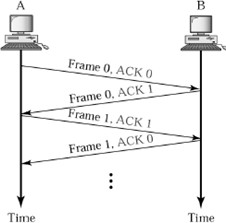 A B
Frame 0, ACK 0
Frame 0, ACK 1
Frame 1, ACK 1
Frame 1, ACK 0
Time Time